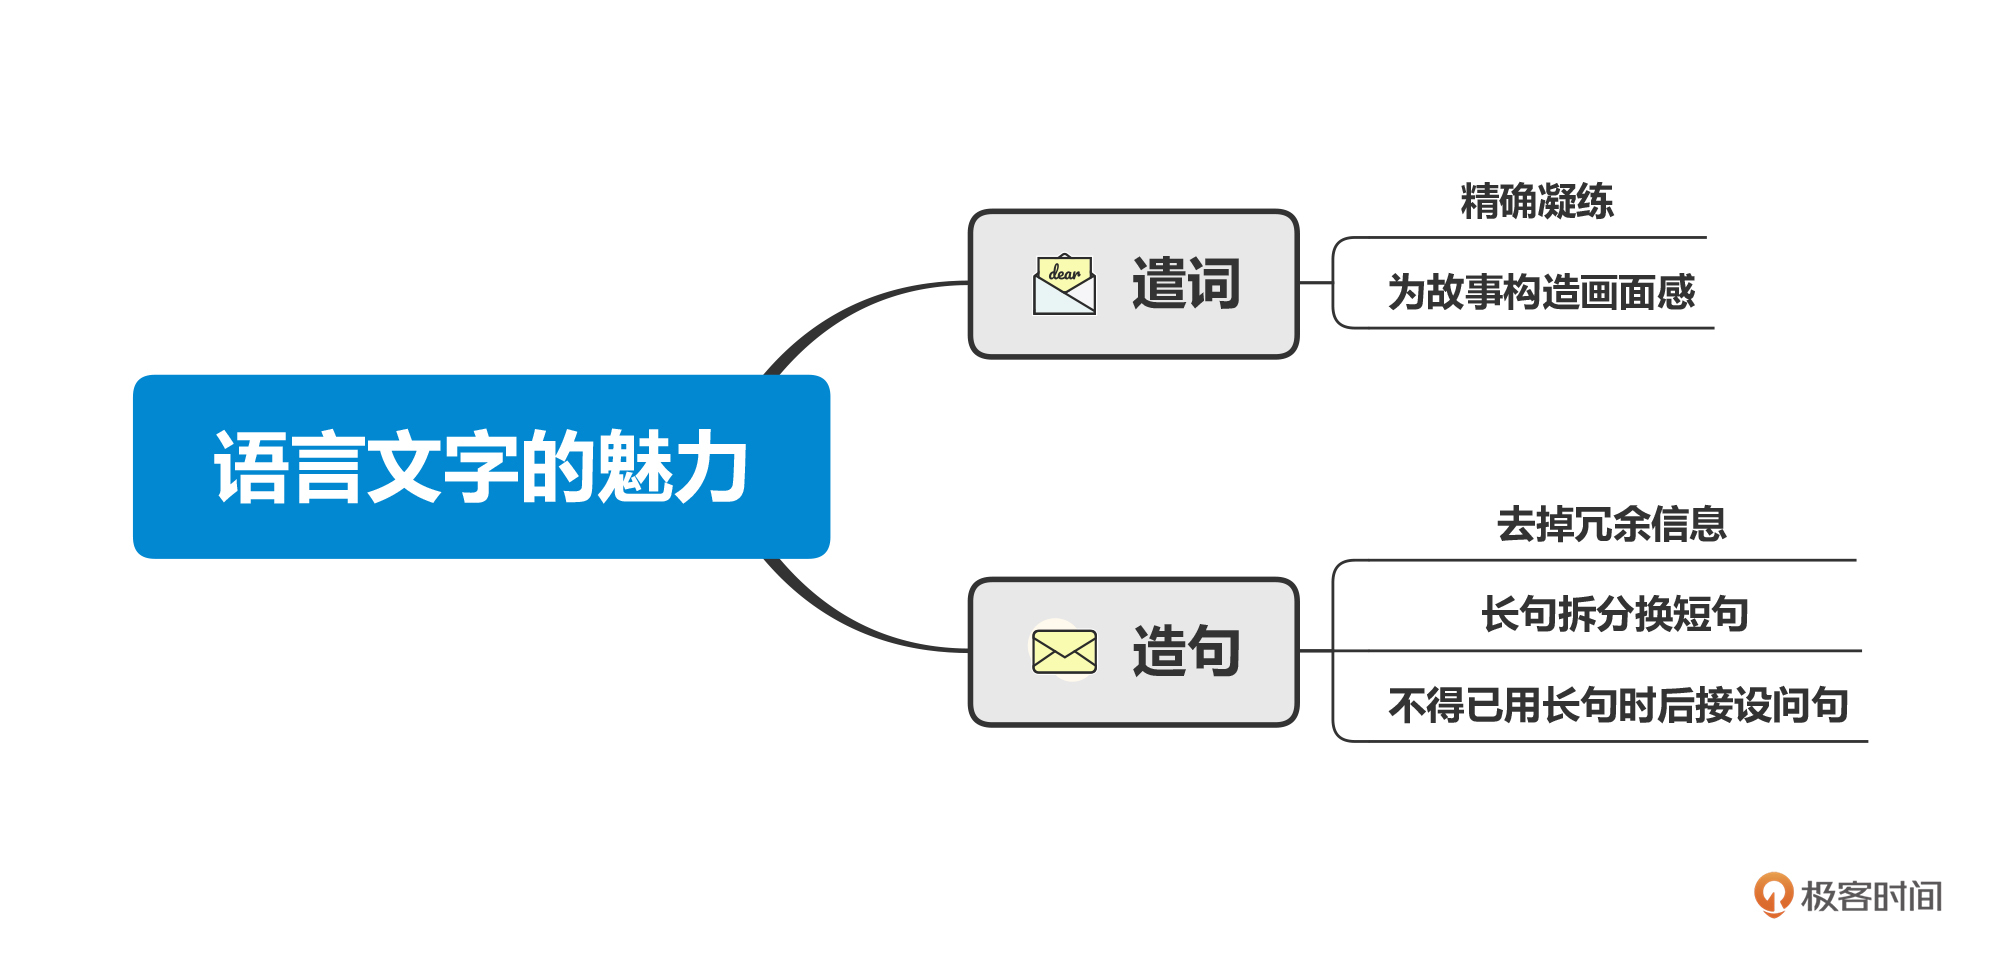 语言文字的魅力
dear
遣词
精确凝练
为故事构造画面感
造句
去掉冗余信息
长句拆分换短句
不得已用长句时后接设问句
极客时间